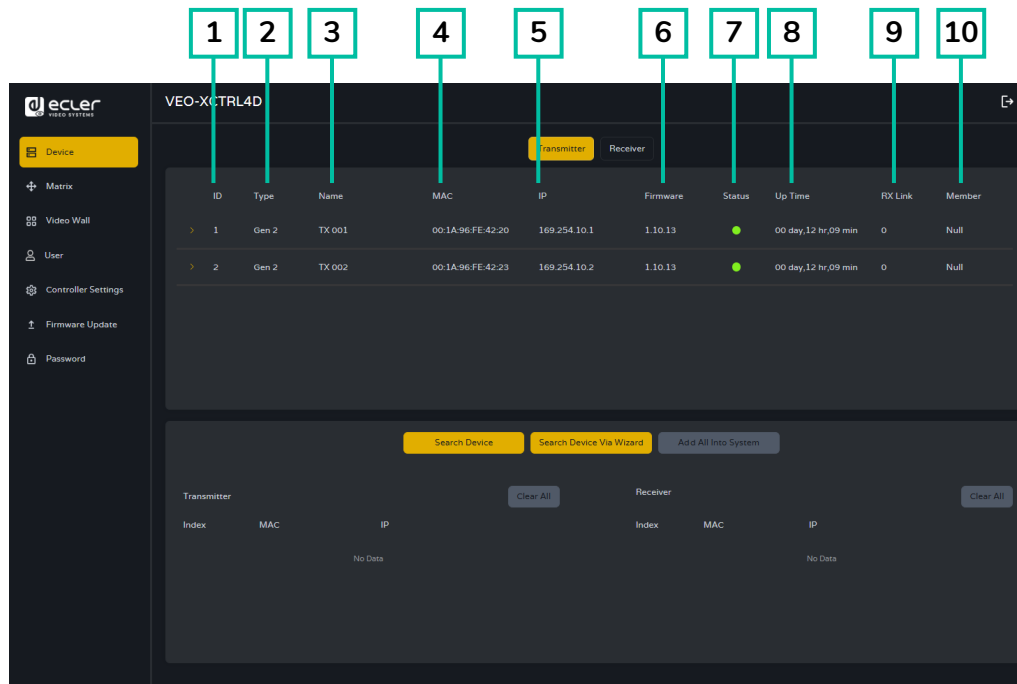 1 2 3 4 5 6 7 8 9 10
ecler
VIDEO SYSTEMS
VEO-XCTRL4D
Device
Matrix
Video Wall
User
Controller Settings
Firmware Update
Password
Transmitter Receiver
ID Type Name MAC IP Firmware Status Up Time RX Link Member
1 Gen 2 TX 001 00:1A:96:FE:42:20 169.254.10.1 1.10.13 00 day,12 hr,09 min 0 Null
2 Gen 2 TX 002 00:1A:96:FE:42:23 169.254.10.2 1.10.13 00 day,12 hr,09 min 0 Null
Search Device Search Device Via Wizard Add All Into System
Transmitter Clear All
Index MAC IP
No Data
Receiver Clear All
Index MAC IP
No Data